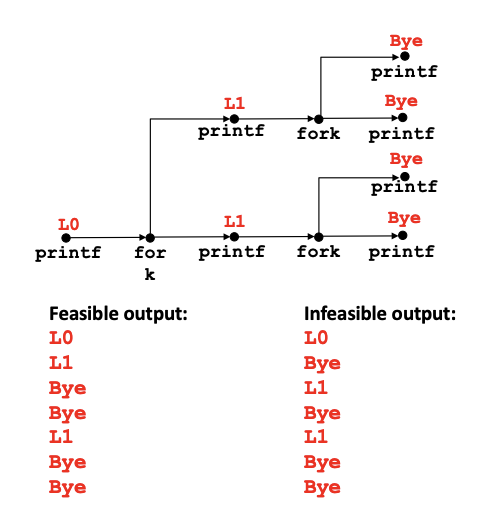 Bye
printf
L1
Bye
printf
fork
printf
Bye
printf
L0
L1
Bye
printf
for
k
printf
fork
printf
Feasible output:
L0
L1
Bye
Bye
L1
Bye
Bye
Infeasible output:
L0
Bye
L1
L1
Bye
Bye